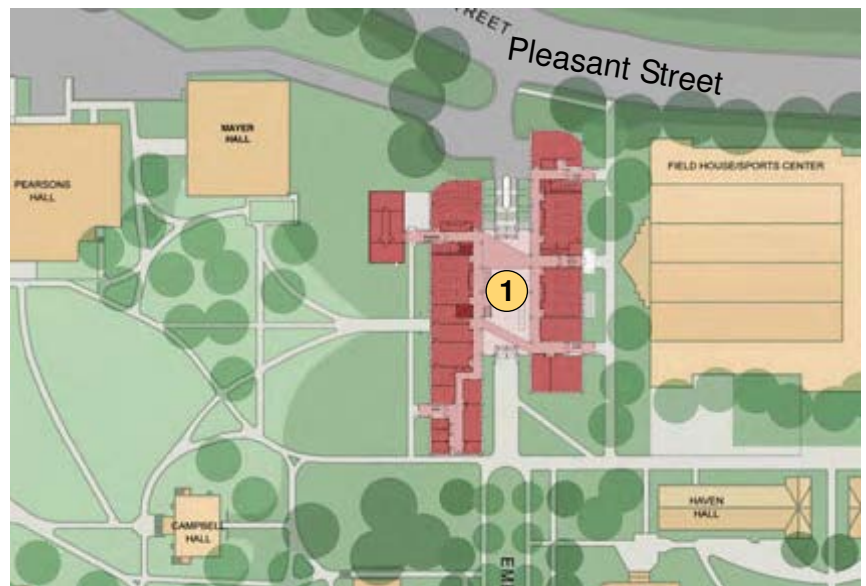 STREET
Pleasant Street
MAYER
HALL
FIELD HOUSE/SPORTS CENTER
PEARSONS
HALL
1
CAMPBELL
HALL
HAVEN
HALL
EM